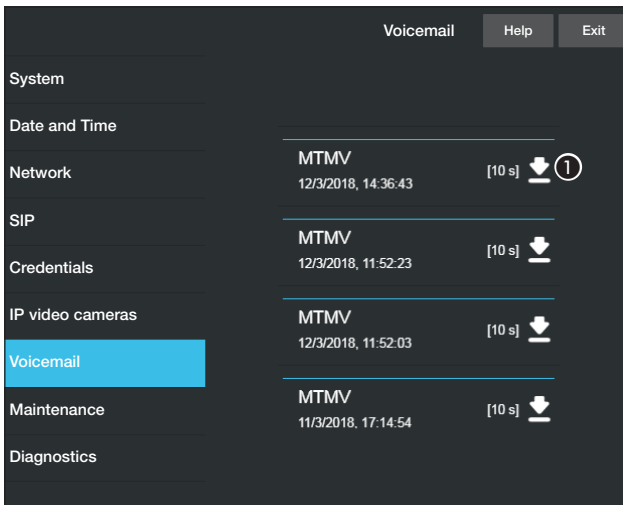 Voicemail
Help
Exit
System
Date and Time
Network
SIP
Credentials
IP video cameras
Voicemail
Maintenance
Diagnostics
MTMV
12/3/2018, 14:36:43
[10 s]
1
MTMV
12/3/2018, 11:52:23
[10 s]
MTMV
12/3/2018, 11:52:03
[10 s]
MTMV
11/3/2018, 17:14:54
[10 s]